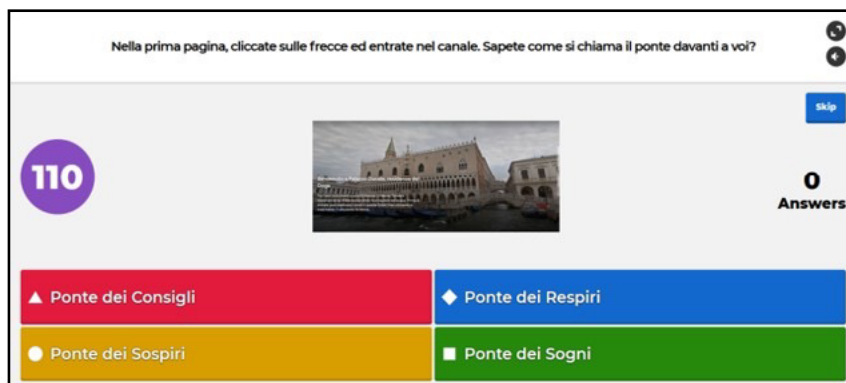 Nella prima pagina, cliccate sulle frecce ed entrate nel canale. Sapete come si chiama il ponte davanti a voi?
Skip
110
0
Answers
Ponte dei Consigli
Ponte dei Respiri
Ponte dei Sospiri
Ponte dei Sogni